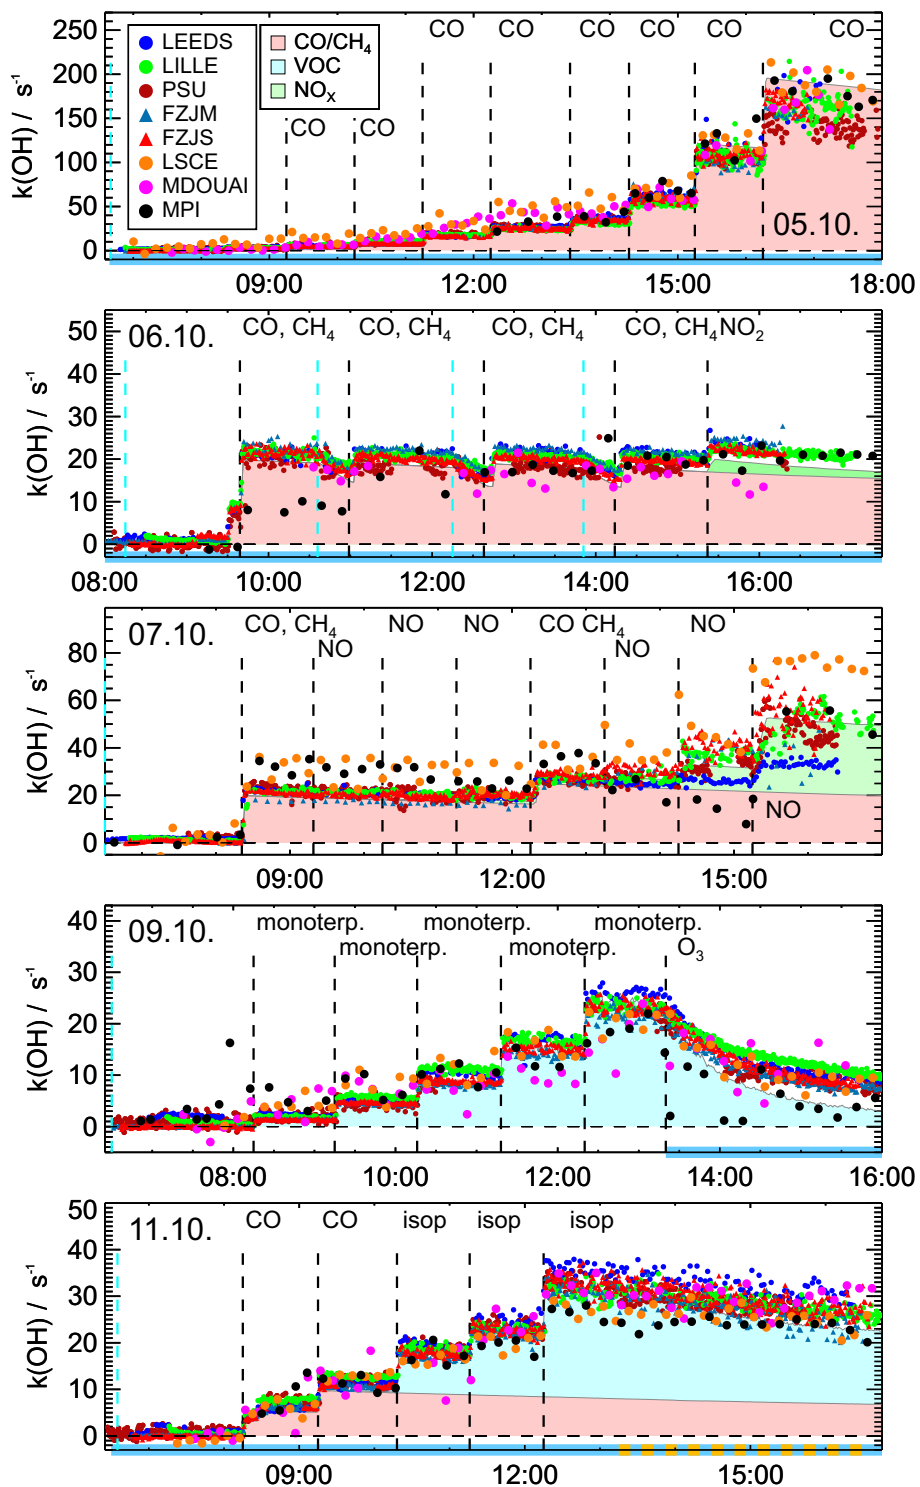 CO CO CO CO CO CO
250
200
150
100
50
0
k(OH) / s⁻¹
LEEDS
LILLE
PSU
FZJM
FZJS
LSCE
MDOUAI
MPI
CO/CH₄
VOC
NOₓ
CO CO
05.10.
09:00 12:00 15:00 18:00
06.10.
CO, CH₄ CO, CH₄ CO, CH₄ CO, CH₄ NO₂
50
40
30
20
10
0
k(OH) / s⁻¹
08:00 10:00 12:00 14:00 16:00
07.10.
CO, CH₄ NO NO CO CH₄ NO
NO NO
80
60
40
20
0
k(OH) / s⁻¹
NO
09:00 12:00 15:00
09.10.
monoterp. monoterp. monoterp.
monoterp. monoterp. O₃
40
30
20
10
0
k(OH) / s⁻¹
08:00 10:00 12:00 14:00 16:00
11.10.
CO CO isop isop isop
50
40
30
20
10
0
k(OH) / s⁻¹
09:00 12:00 15:00